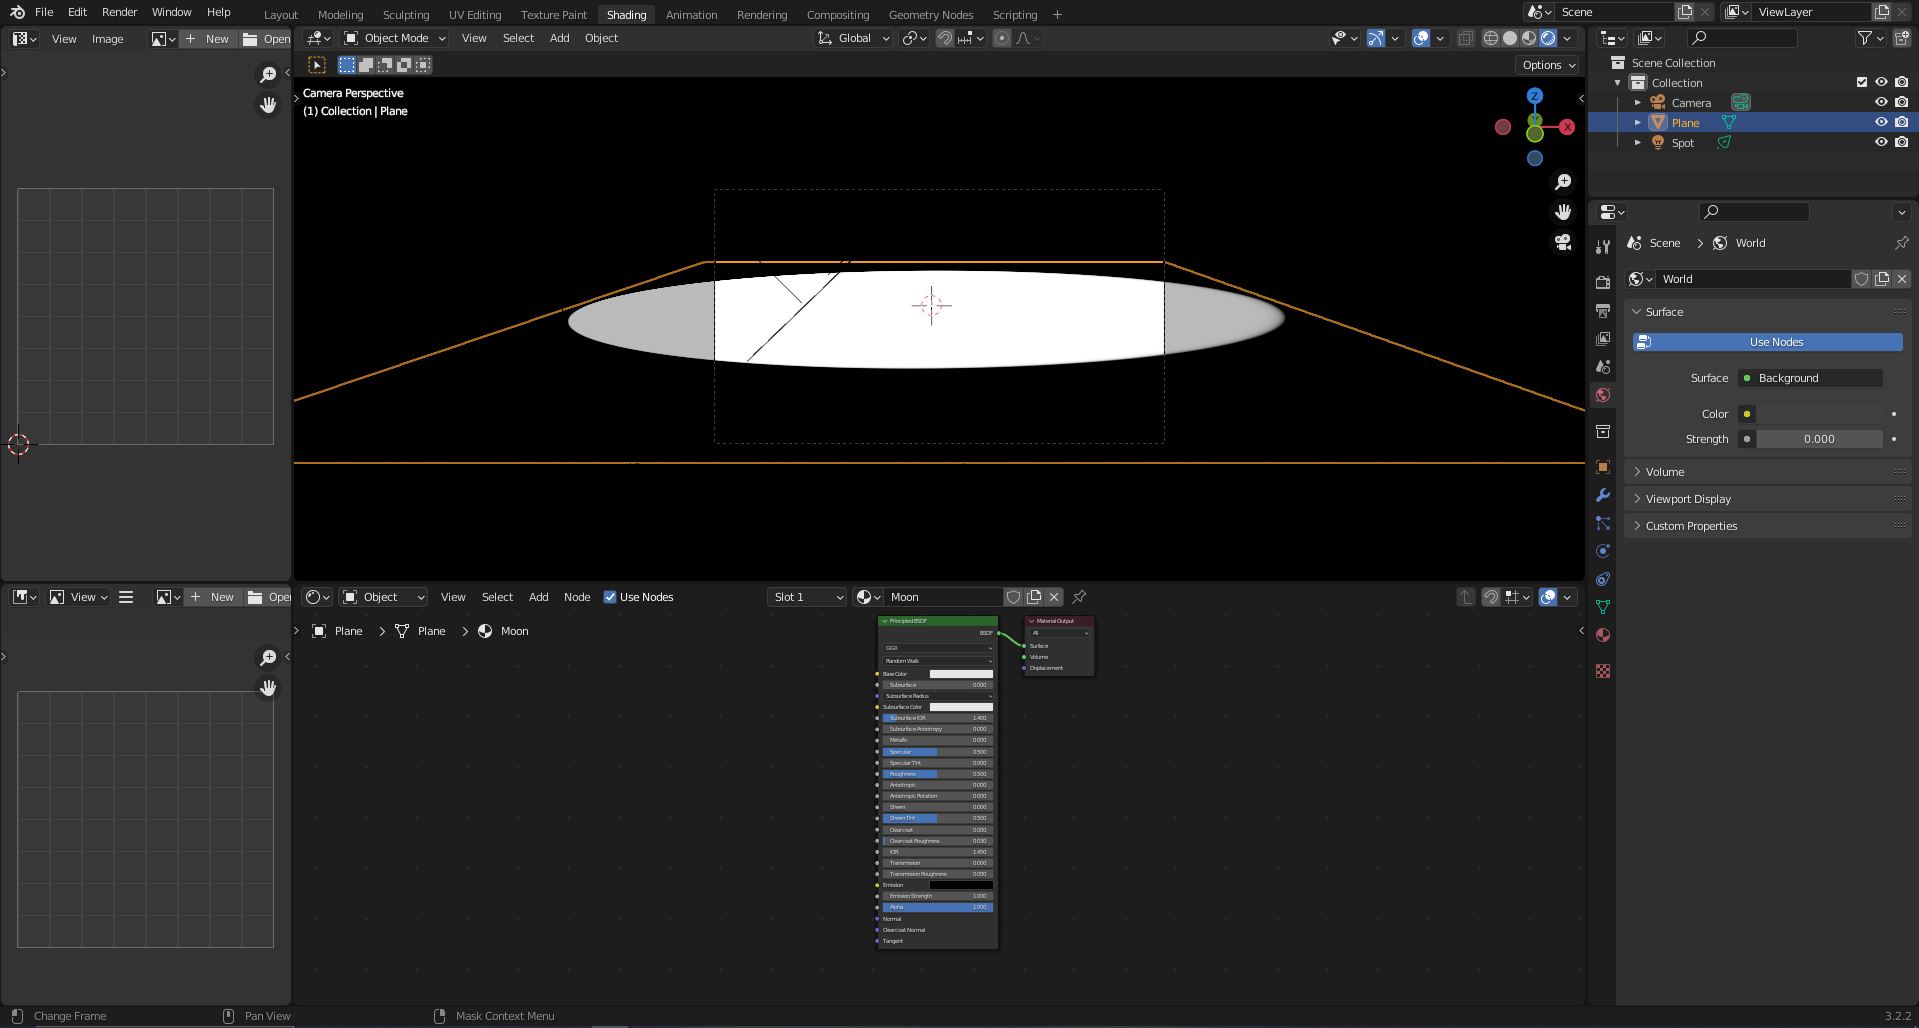 File Edit Render Window Help Layout Modeling Sculpting UV Editing Texture Paint Shading Animation Rendering Compositing Geometry Nodes Scripting + Scene ViewLayer
View Image + New Open Object Mode View Select Add Object Global
Options
Camera Perspective
(1) Collection | Plane
Z
X
Scene Collection
Collection
Camera
Plane
Spot
Scene > World
World
Surface
Use Nodes
Surface Background
Color
Strength 0.000
Volume
Viewport Display
Custom Properties
View + New Ope Object View Select Add Node Use Nodes Slot 1 Moon
Plane > Plane > Moon
Principled BSDF
BSDF
GGX
Random Walk
Base Color
Subsurface 0.000
Subsurface Radius
Subsurface Color
Subsurface IOR 1.400
Subsurface Anisotropy 0.000
Metallic 0.000
Specular 0.500
Specular Tint 0.000
Roughness 0.500
Anisotropic 0.000
Anisotropic Rotation 0.000
Sheen 0.000
Sheen Tint 0.500
Clearcoat 0.000
Clearcoat Roughness 0.030
IOR 1.450
Transmission 0.000
Transmission Roughness 0.000
Emission
Emission Strength 1.000
Alpha 1.000
Normal
Clearcoat Normal
Tangent
Material Output
All
Surface
Volume
Displacement
Change Frame Pan View Mask Context Menu 3.2.2